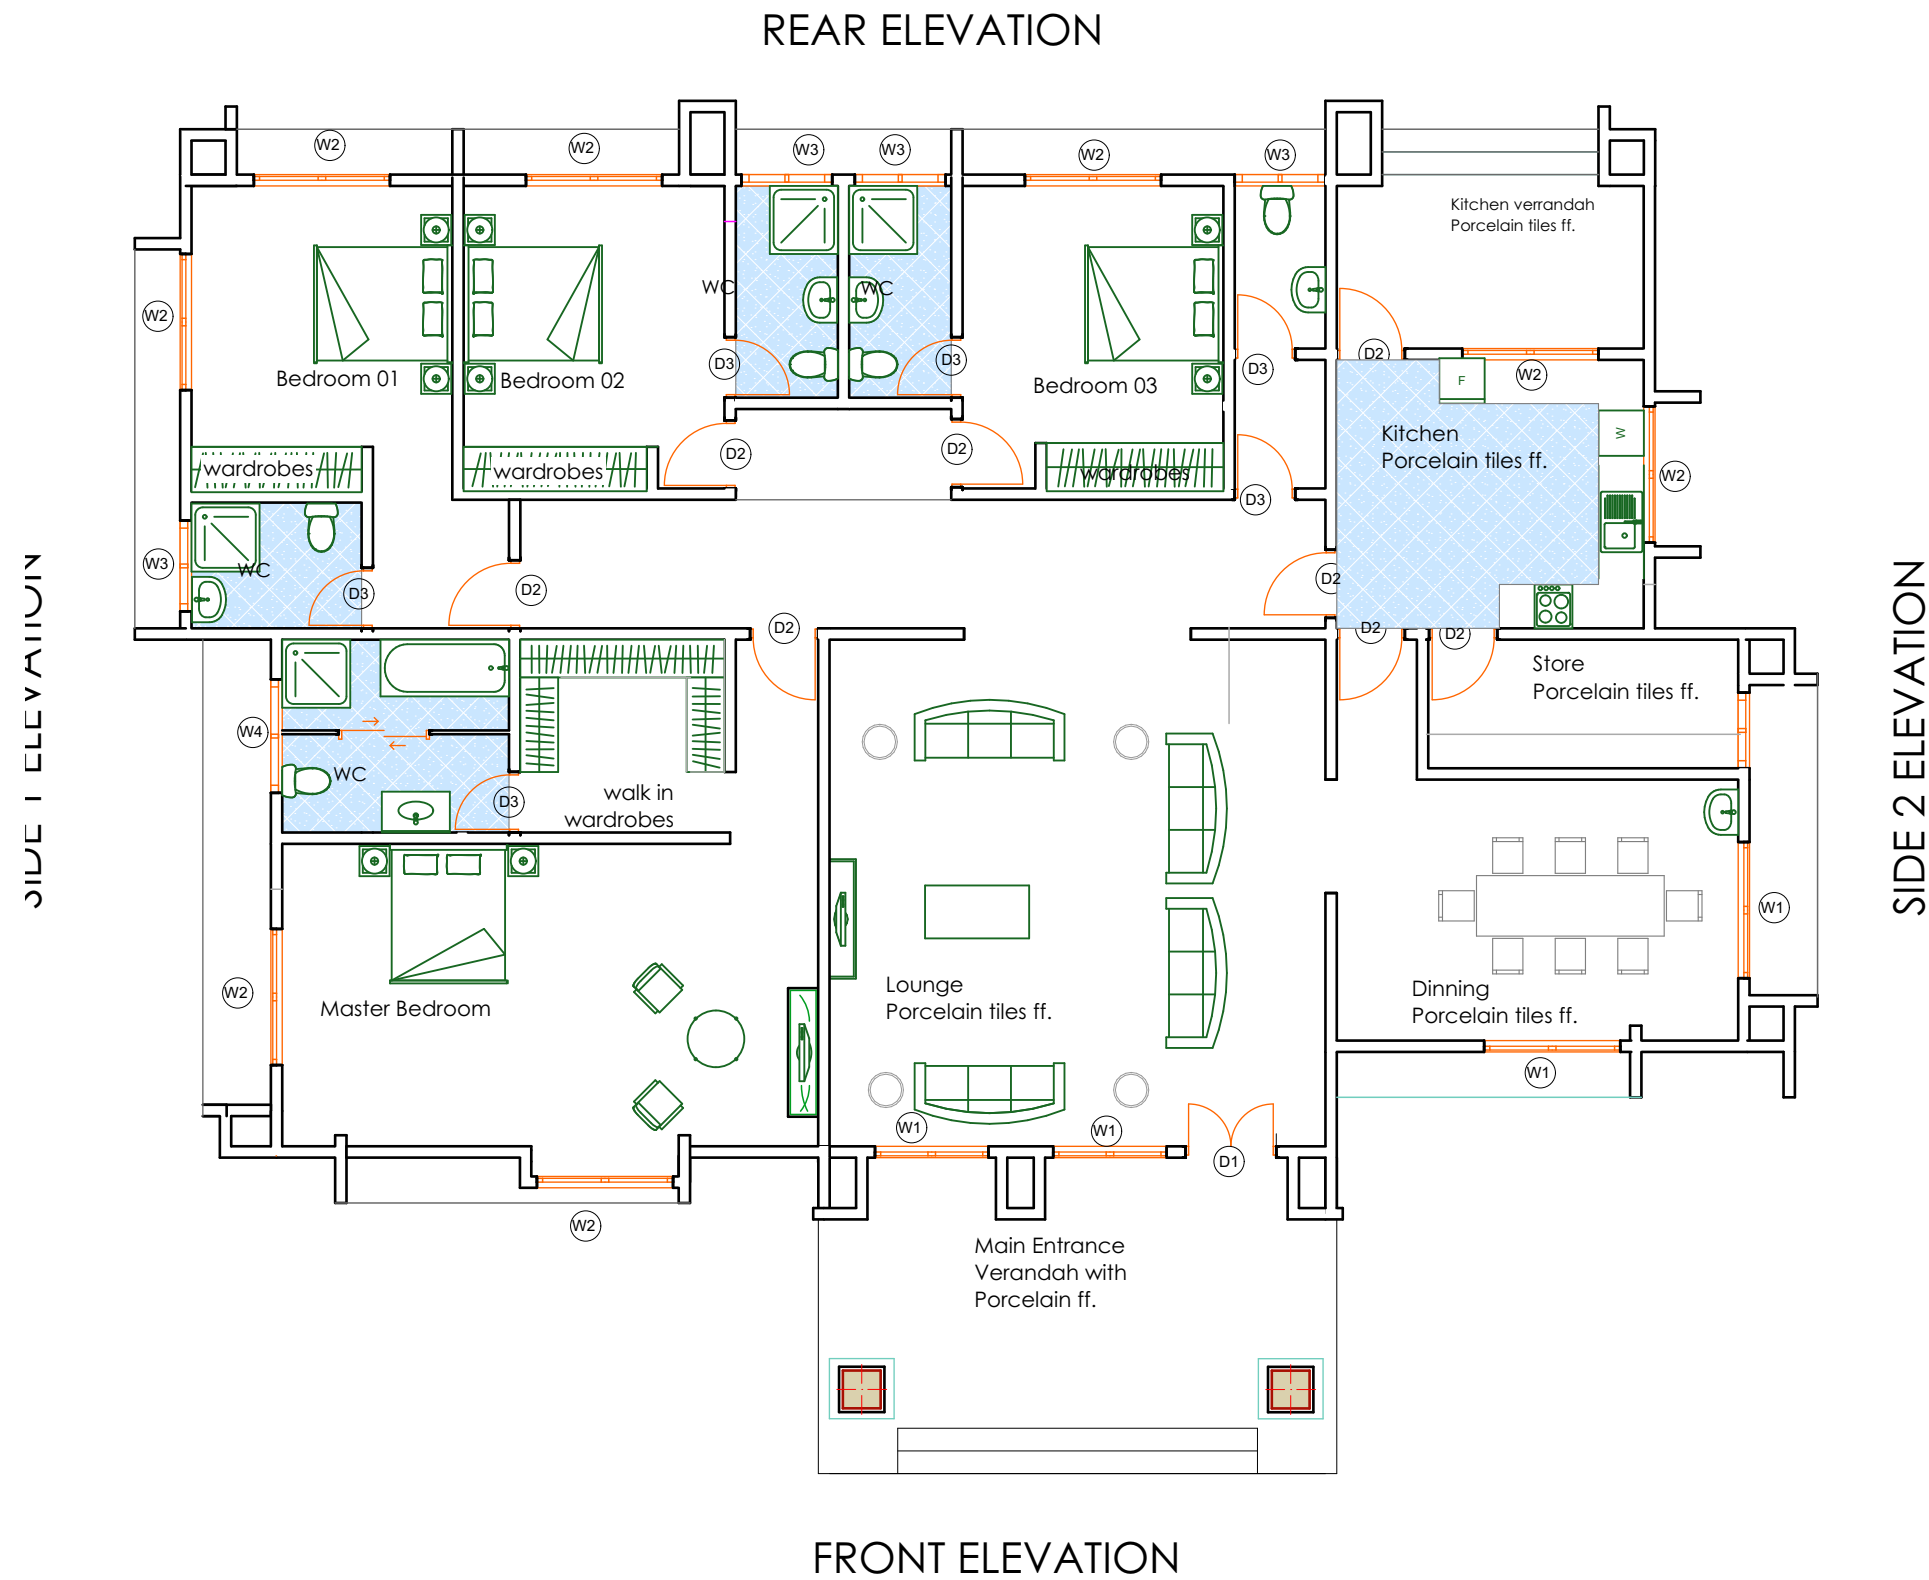 REAR ELEVATION
W2
W2
W3
W3
W2
W3
Kitchen verrandah
Porcelain tiles ff.
WC
WC
W2
D3
D3
D3
D2
W2
Bedroom 01
Bedroom 02
Bedroom 03
F
W
Kitchen
Porcelain tiles ff.
wardrobes
wardrobes
wardrobes
D2
D2
D3
W2
W3
WC
D3
D2
D2
D2
D2
D2
Store
Porcelain tiles ff.
SIDE 1 ELEVATION
SIDE 2 ELEVATION
W4
WC
D3
walk in
wardrobes
W1
W2
Master Bedroom
Lounge
Porcelain tiles ff.
Dinning
Porcelain tiles ff.
W1
W1
W1
D1
W2
Main Entrance
Verandah with
Porcelain ff.
FRONT ELEVATION